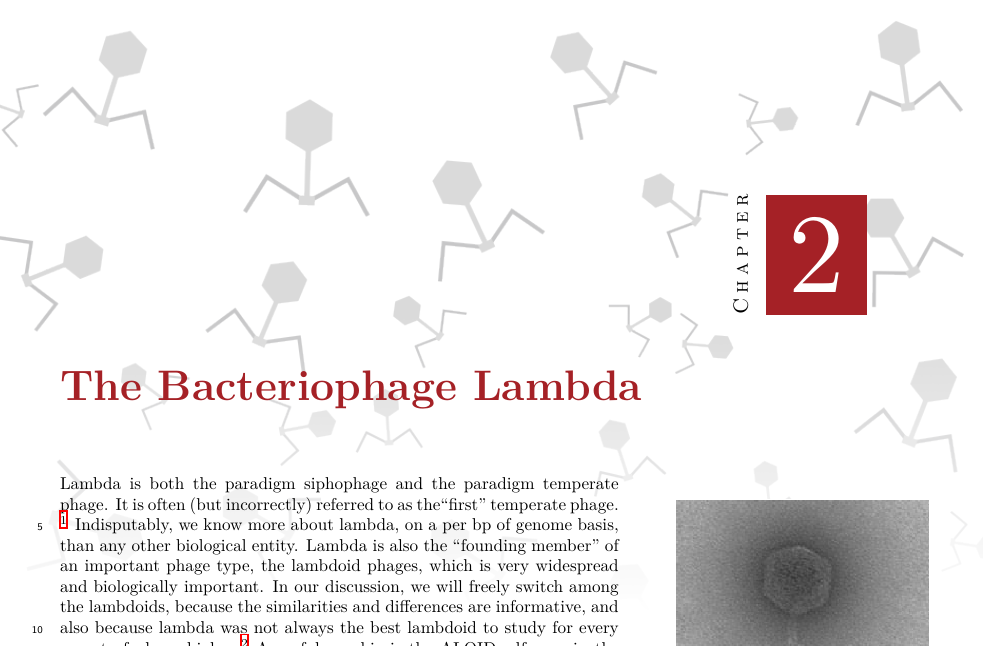 CHAPTER
2
The Bacteriophage Lambda
Lambda is both the paradigm siphophage and the paradigm temperate
phage. It is often (but incorrectly) referred to as the“first” temperate phage.
5 1 Indisputably, we know more about lambda, on a per bp of genome basis,
than any other biological entity. Lambda is also the “founding member” of
an important phage type, the lambdoid phages, which is very widespread
and biologically important. In our discussion, we will freely switch among
the lambdoids, because the similarities and differences are informative, and
10 also because lambda was not always the best lambdoid to study for every